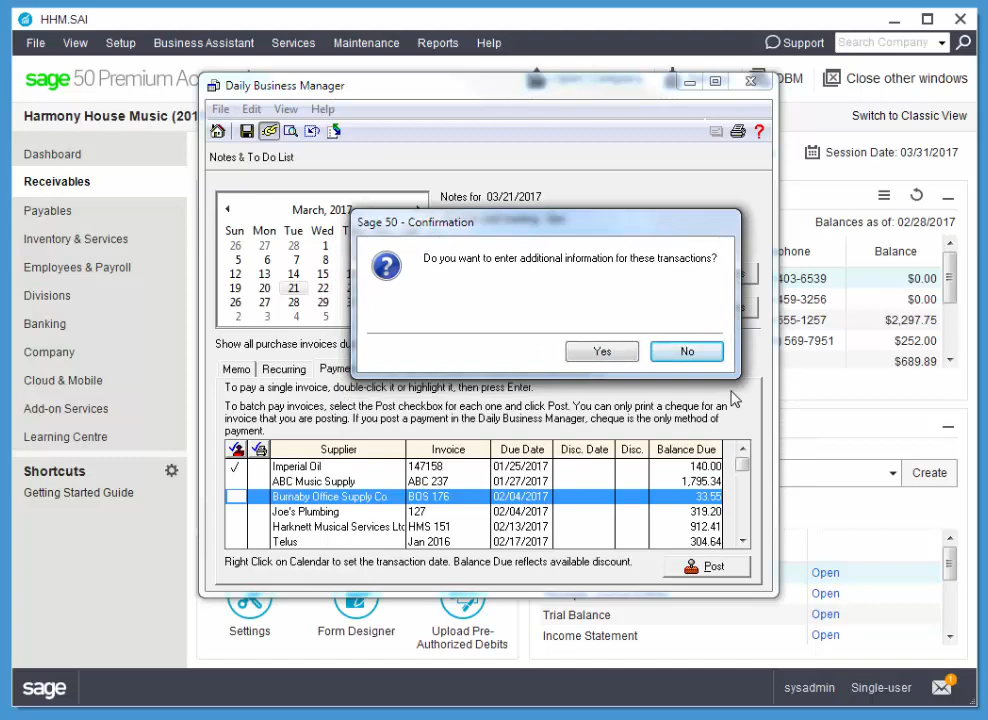 HHM.SAI
File View Setup Business Assistant Services Maintenance Reports Help
Support Search Company
sage 50 Premium Ac
Daily Business Manager
DBM Close other windows
Harmony House Music (201
Switch to Classic View
File Edit View Help
Notes & To Do List
Session Date: 03/31/2017
Dashboard
Receivables
Payables
Inventory & Services
Employees & Payroll
Divisions
Banking
Company
Cloud & Mobile
Add-on Services
Learning Centre
Shortcuts
Getting Started Guide
March, 2017
Notes for 03/21/2017
Sun Mon Tue Wed T
26 27 28 1
5 6 7 8
12 13 14 15
19 20 21 22
26 27 28 29
2 3 4 5
Sage 50 - Confirmation
Do you want to enter additional information for these transactions?
Yes No
Balances as of: 02/28/2017
phone Balance
403-6539 $0.00
459-3256 $0.00
555-1257 $2,297.75
569-7951 $252.00
$689.89
Show all purchase invoices du
Memo Recurring Payme
To pay a single invoice, double-click it or highlight it, then press Enter.
To batch pay invoices, select the Post checkbox for each one and click Post. You can only print a cheque for an
invoice that you are posting. If you post a payment in the Daily Business Manager, cheque is the only method of
payment.
Supplier Invoice Due Date Disc. Date Disc. Balance Due
Imperial Oil 147158 01/25/2017 140.00
ABC Music Supply ABC 237 01/27/2017 1,795.34
Burnaby Office Supply Co. BOS 176 02/04/2017 33.55
Joe's Plumbing 127 02/04/2017 319.20
Harknett Musical Services Ltd HMS 151 02/13/2017 912.41
Telus Jan 2016 02/17/2017 304.64
Right Click on Calendar to set the transaction date. Balance Due reflects available discount.
Post
Create
Open
Open
Trial Balance Open
Income Statement Open
Settings
Form Designer
Upload Pre-
Authorized Debits
sage
sysadmin Single-user 1